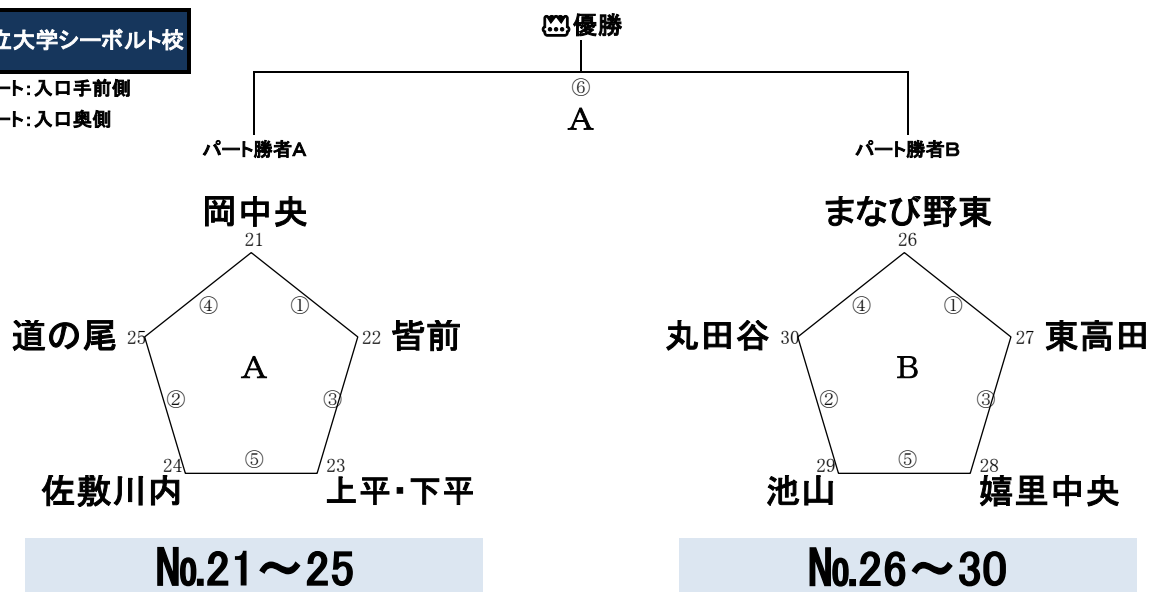 優勝
立大学シーボルト校
ート：入口手前側
ート：入口奥側
⑥
A
パート勝者A
パート勝者B
岡中央
21
④
①
道の尾
25
22
皆前
A
②
③
24
⑤
23
佐敷川内
上平・下平
№.21～25
まなび野東
26
④
①
丸田谷
30
27
東高田
B
②
③
29
⑤
28
池山
嬉里中央
№.26～30